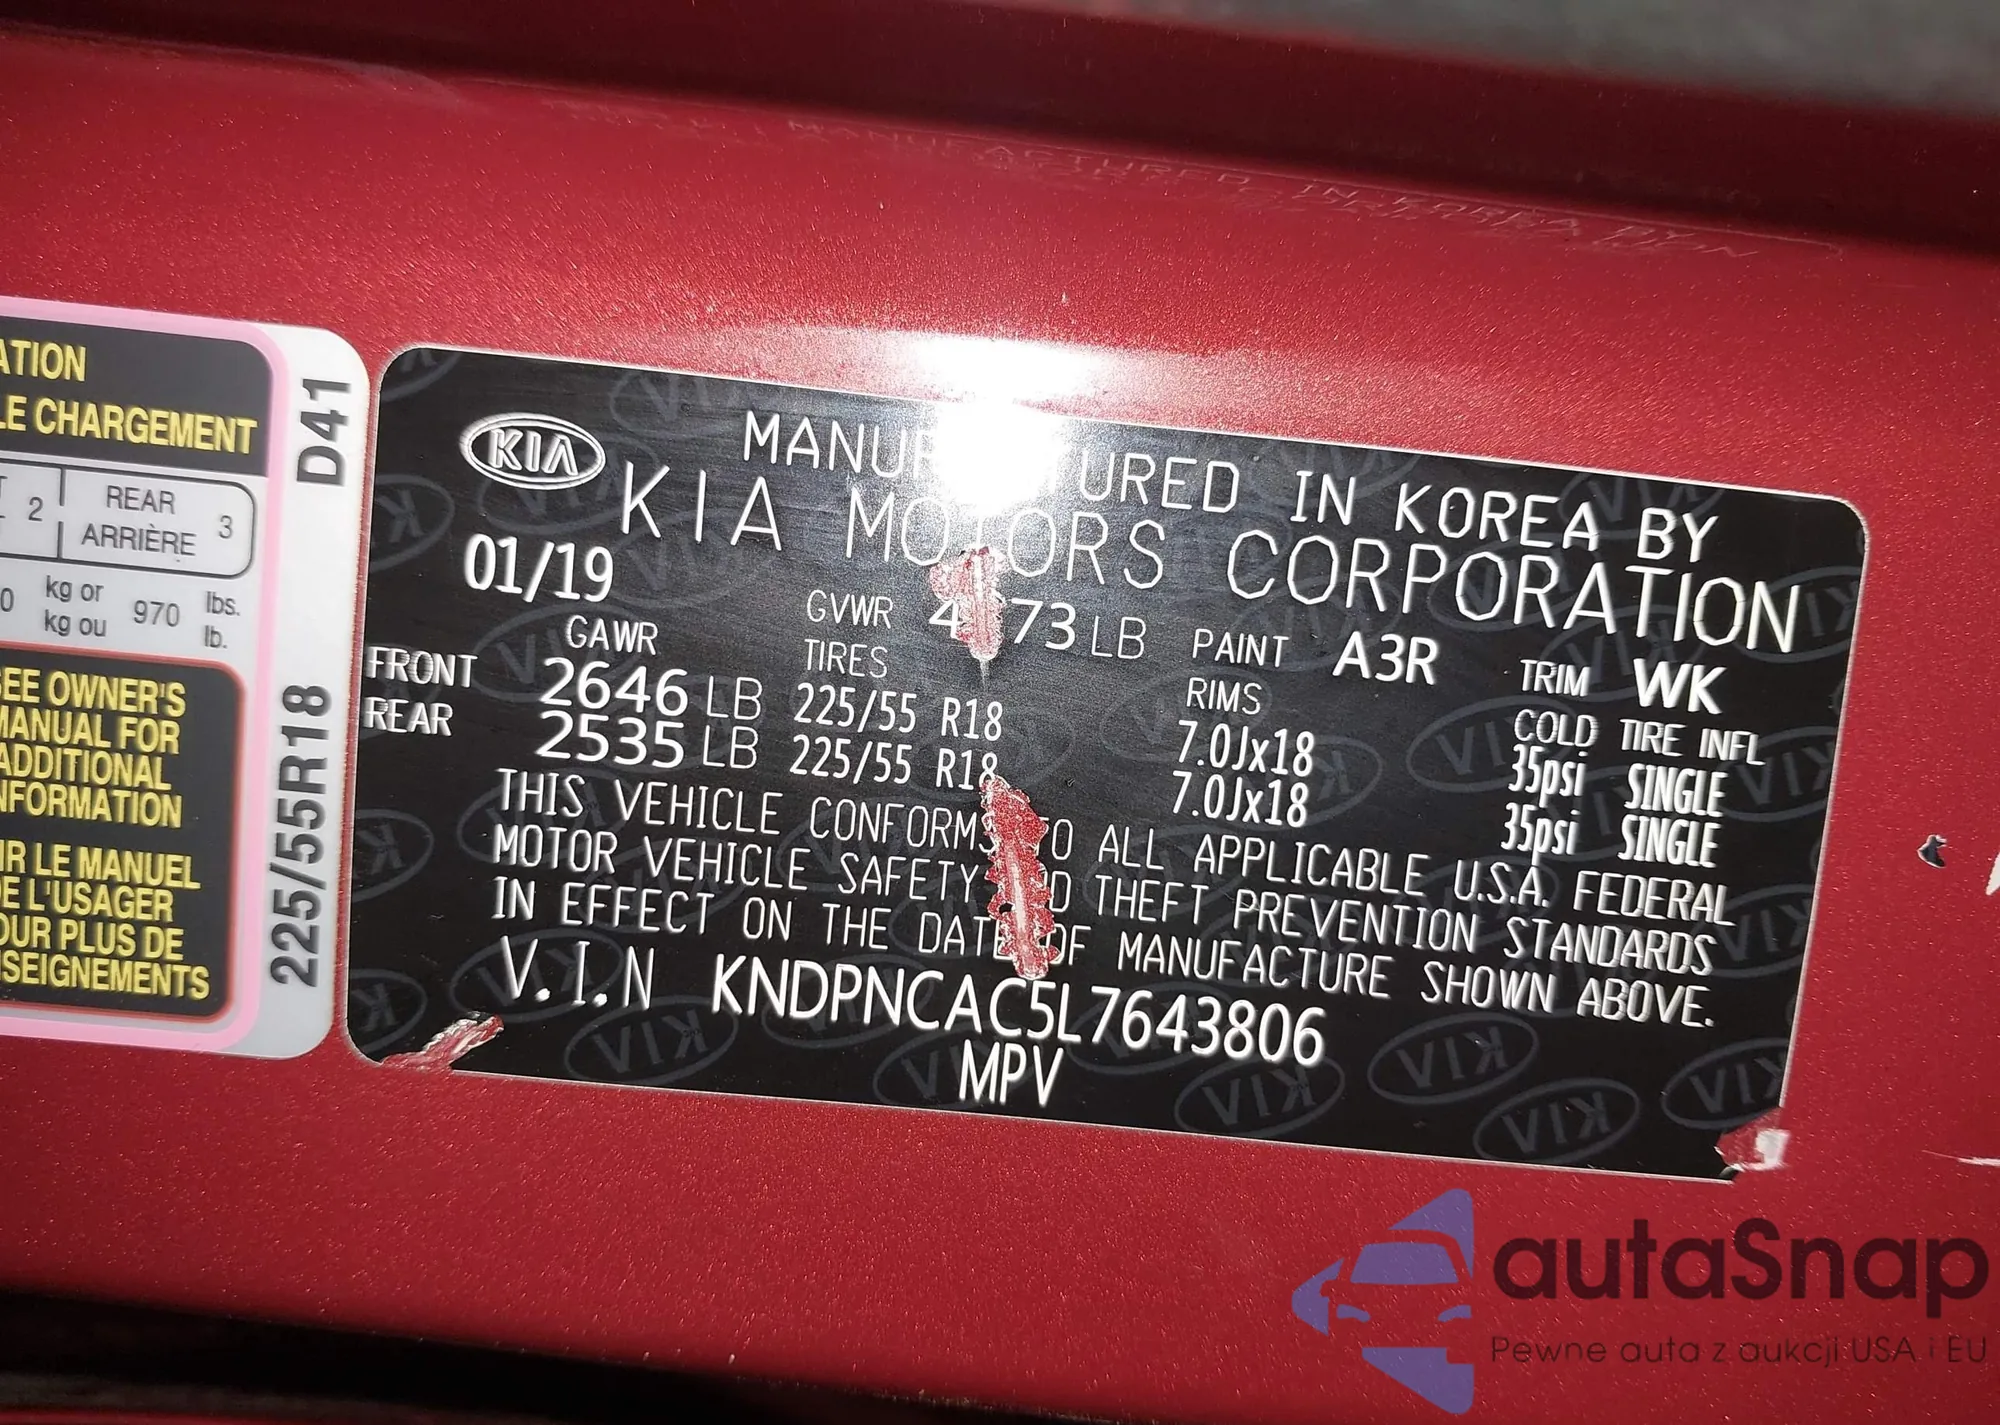 ATION
LE CHARGEMENT
2 REAR 3
ARRIÈRE
0 kg or 970 lbs.
kg ou lb.
SEE OWNER'S
MANUAL FOR
ADDITIONAL
INFORMATION
IR LE MANUEL
DE L'USAGER
OUR PLUS DE
SEIGNEMENTS
D41
225/55R18
KIA
MANUF URED IN KOREA BY
KIA MOTORS CORPORATION
01/19 GVWR 4 73 LB PAINT A3R TRIM WK
GAWR TIRES RIMS COLD TIRE INFL
FRONT 2646 LB 225/55 R18 7.0Jx18 35psi SINGLE
REAR 2535 LB 225/55 R18 7.0Jx18 35psi SINGLE
THIS VEHICLE CONFORMS TO ALL APPLICABLE U.S.A. FEDERAL
MOTOR VEHICLE SAFETY D THEFT PREVENTION STANDARDS
IN EFFECT ON THE DATE OF MANUFACTURE SHOWN ABOVE.
V.I.N KNDPNCAC5L7643806
MPV
autaSnap
Pewne auta z aukcji USA i EU